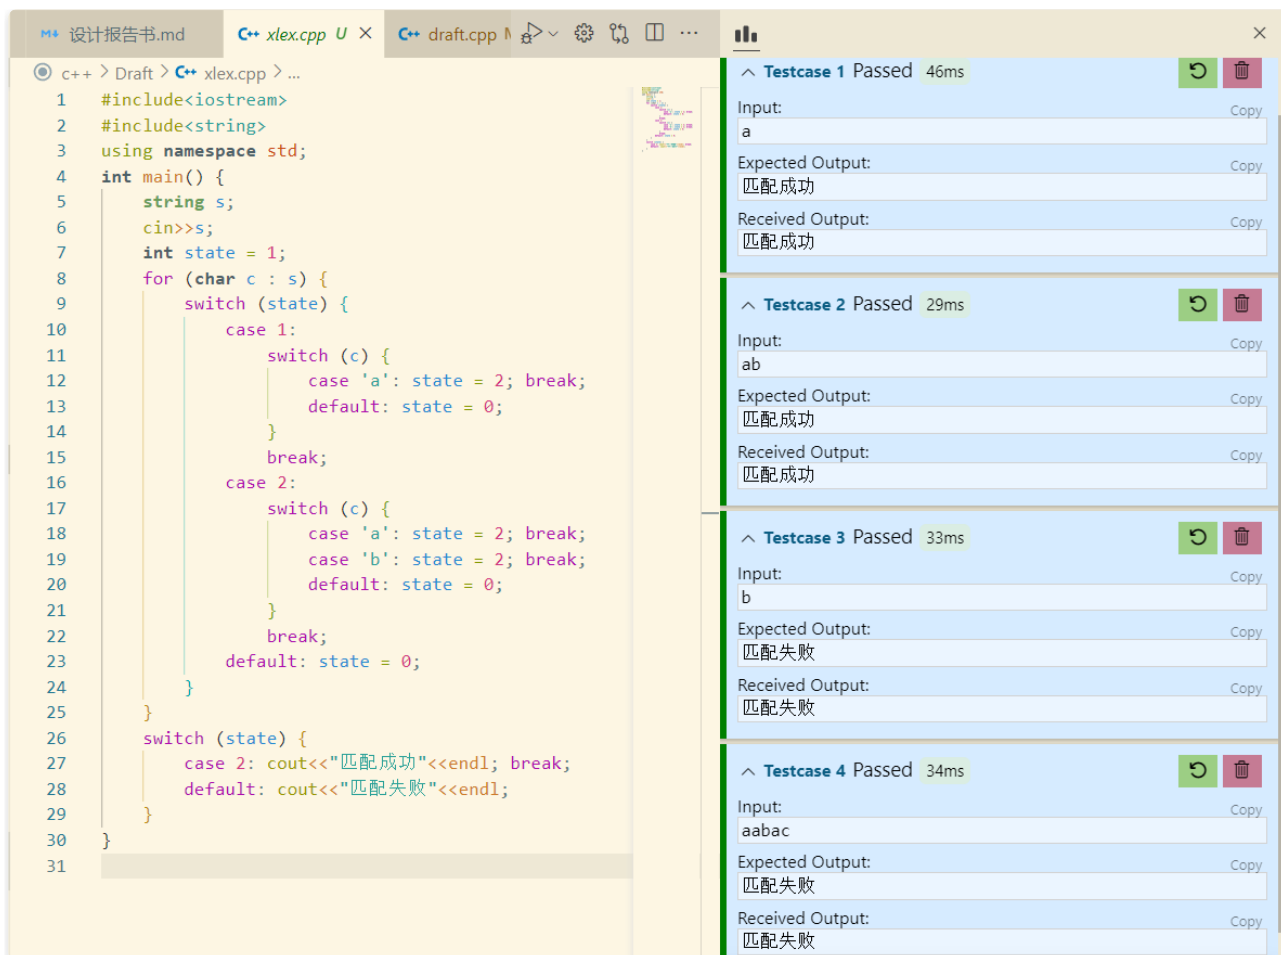 设计报告书.md
xlex.cpp U
draft.cpp
c++ > Draft > xlex.cpp > ...
1 #include<iostream>
2 #include<string>
3 using namespace std;
4 int main() {
5 string s;
6 cin>>s;
7 int state = 1;
8 for (char c : s) {
9 switch (state) {
10 case 1:
11 switch (c) {
12 case 'a': state = 2; break;
13 default: state = 0;
14 }
15 break;
16 case 2:
17 switch (c) {
18 case 'a': state = 2; break;
19 case 'b': state = 2; break;
20 default: state = 0;
21 }
22 break;
23 default: state = 0;
24 }
25 }
26 switch (state) {
27 case 2: cout<<"匹配成功"<<endl; break;
28 default: cout<<"匹配失败"<<endl;
29 }
30 }
31
Testcase 1 Passed 46ms
Input:
Copy
a
Expected Output:
Copy
匹配成功
Received Output:
Copy
匹配成功
Testcase 2 Passed 29ms
Input:
Copy
ab
Expected Output:
Copy
匹配成功
Received Output:
Copy
匹配成功
Testcase 3 Passed 33ms
Input:
Copy
b
Expected Output:
Copy
匹配失败
Received Output:
Copy
匹配失败
Testcase 4 Passed 34ms
Input:
Copy
aabac
Expected Output:
Copy
匹配失败
Received Output:
Copy
匹配失败